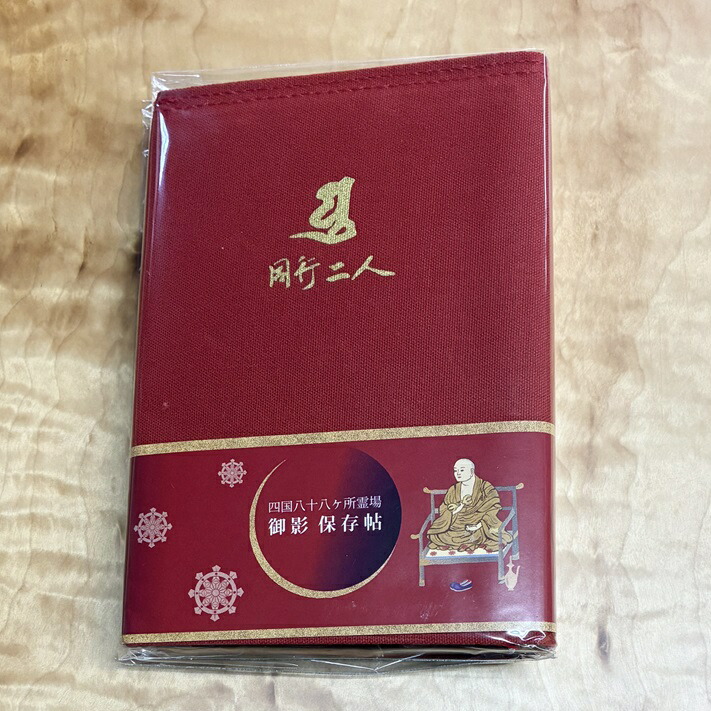 同行二人
四国八十八ヶ所霊場
御影 保存帖